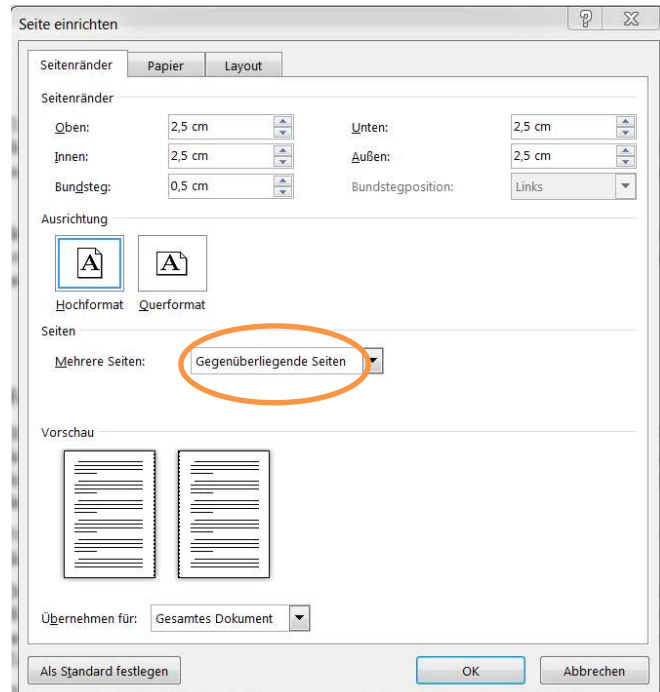 Seite einrichten
Seitenränder Papier Layout
Seitenränder
Oben: 2,5 cm Unten: 2,5 cm
Innen: 2,5 cm Außen: 2,5 cm
Bundsteg: 0,5 cm Bundstegposition: Links
Ausrichtung
A A
Hochformat Querformat
Seiten
Mehrere Seiten: Gegenüberliegende Seiten
Vorschau
Übernehmen für: Gesamtes Dokument
Als Standard festlegen OK Abbrechen